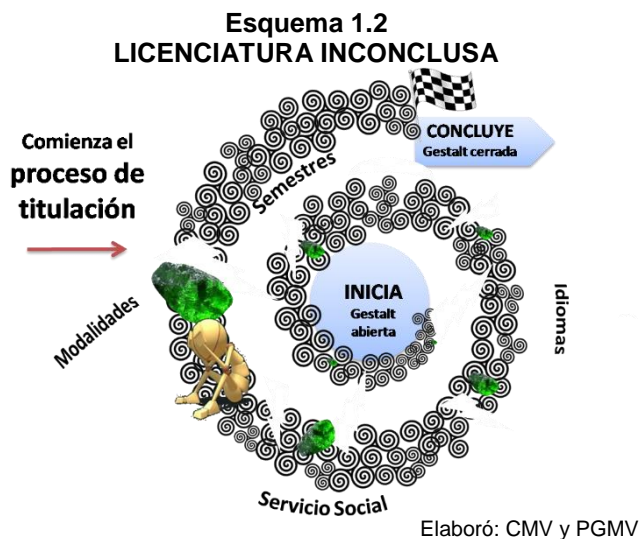 Esquema 1.2
LICENCIATURA INCONCLUSA
CONCLUYE
Gestalt cerrada
Comienza el
proceso de
titulación
Semestres
INICIA
Gestalt
abierta
Modalidades
Idiomas
Servicio Social
Elaboró: CMV y PGMV